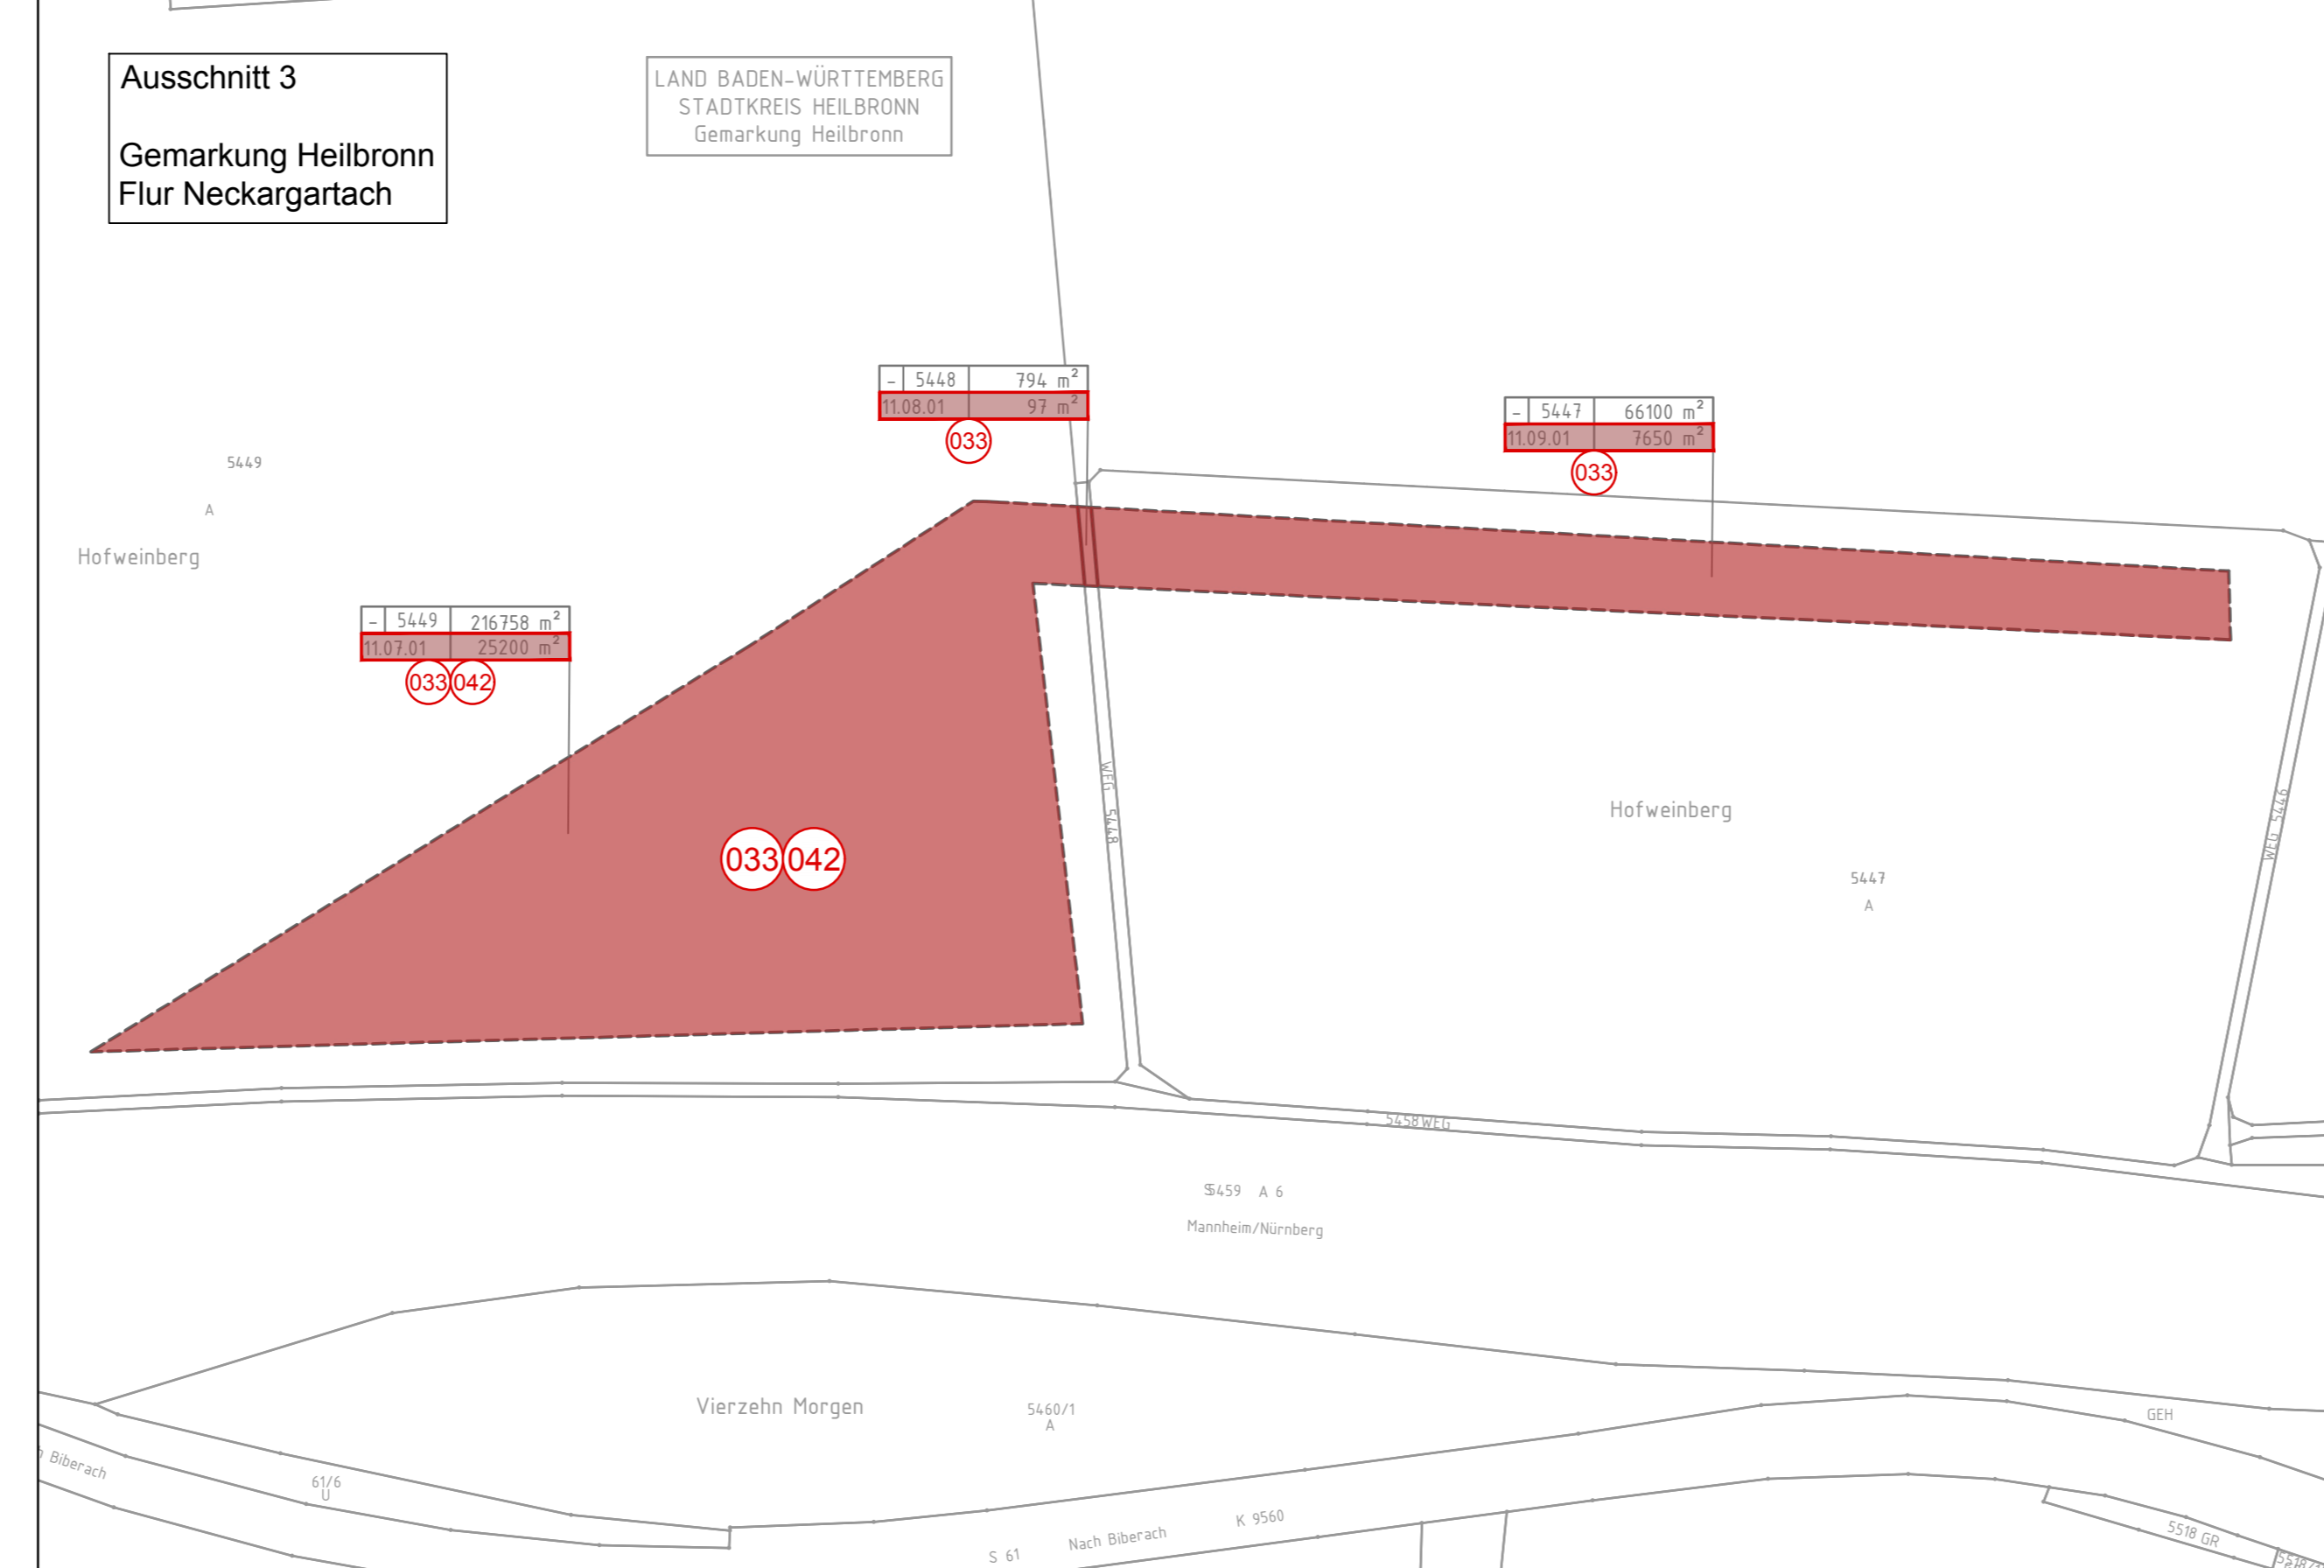 Ausschnitt 3
Gemarkung Heilbronn
Flur Neckargartach
LAND BADEN-WÜRTTEMBERG
STADTKREIS HEILBRONN
Gemarkung Heilbronn
- 5448 794 m²
11.08.01 97 m²
033
- 5447 66100 m²
11.09.01 7650 m²
033
5449
A
Hofweinberg
- 5449 216758 m²
11.07.01 25200 m²
033 042
033 042
WEG 5448
Hofweinberg
5447
A
WEG 5446
5458WEG
5459 A 6
Mannheim/Nürnberg
Vierzehn Morgen
5460/1
A
GEH
Biberach
61/6
U
S 61 Nach Biberach K 9560
5518 GR